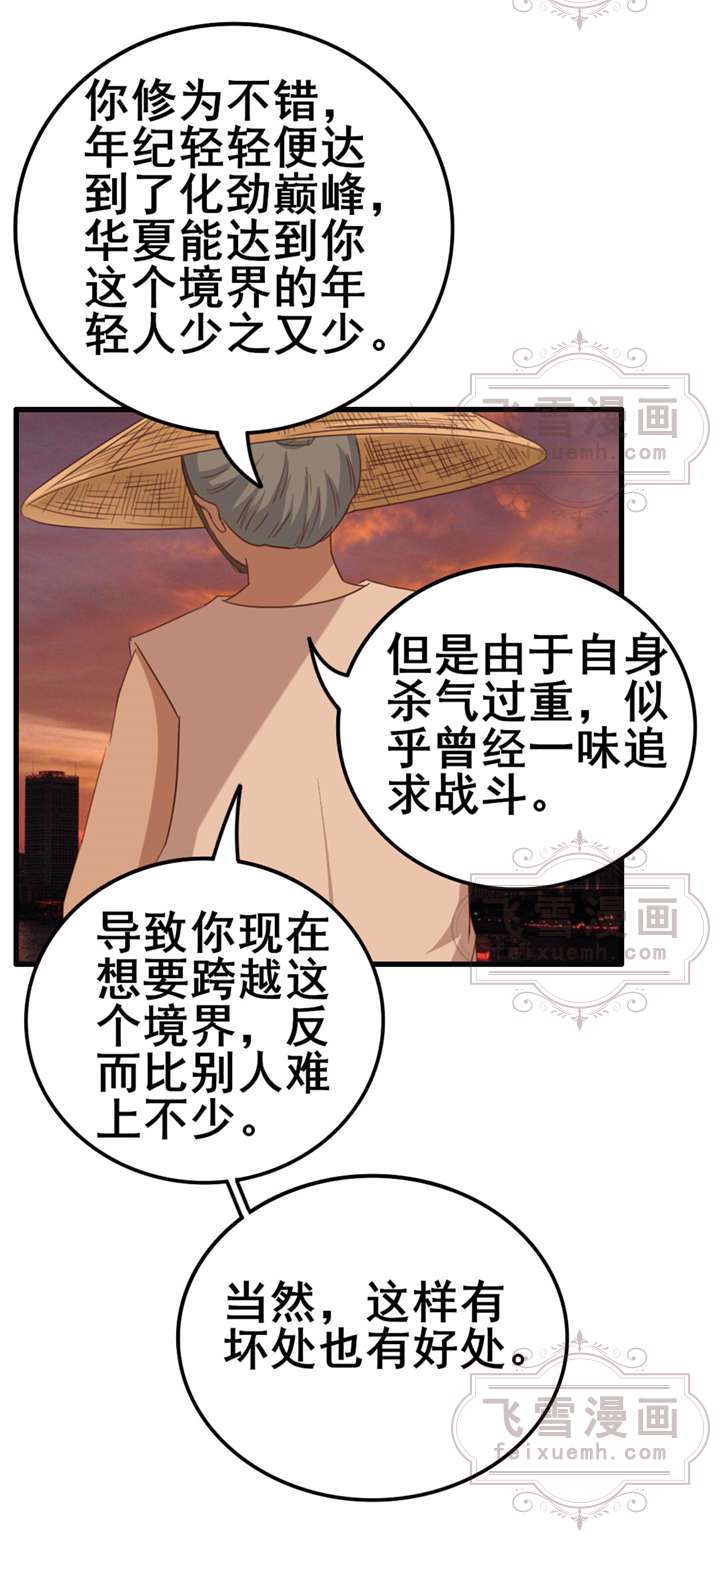 你修为不错，
年纪轻轻便达
到了化劲巅峰，
华夏能达到你
这个境界的年
轻人少之又少。
飞雪漫画
feixuemh.com
但是由于自身
杀气过重，似
乎曾经一味追
求战斗。
飞雪漫画
feixuemh.com
导致你现在
想要跨越这
个境界，反
而比别人难
上不少。
当然，这样有
坏处也有好处。
飞雪漫画
feixuemh.com